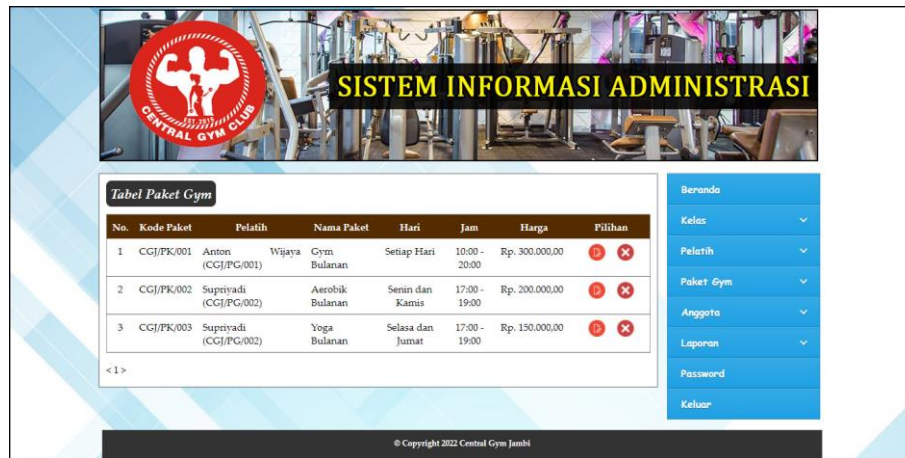 SISTEM INFORMASI ADMINISTRASI
EST. 2015
CENTRAL GYM CLUB
Tabel Paket Gym
No. Kode Paket Pelatih Nama Paket Hari Jam Harga Pilihan
1 CGJ/PK/001 Anton Wijaya Gym Setiap Hari 10:00 - Rp. 300.000,00
(CGJ/PG/001) Bulanan 20:00
2 CGJ/PK/002 Supriyadi Aerobik Senin dan 17:00 - Rp. 200.000,00
(CGJ/PG/002) Bulanan Kamis 19:00
3 CGJ/PK/003 Supriyadi Yoga Selasa dan 17:00 - Rp. 150.000,00
(CGJ/PG/002) Bulanan Jumat 19:00
< 1 >
Beranda
Kelas
Pelatih
Paket Gym
Anggota
Laporan
Password
Keluar
© Copyright 2022 Central Gym Jambi